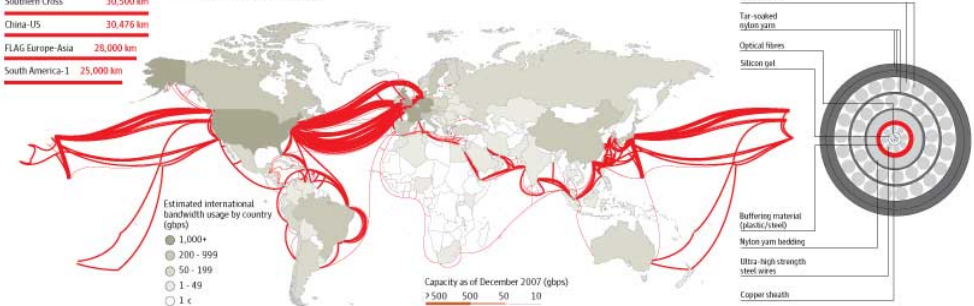 Southern Cross 30,500 km
China-US 30,476 km
FLAG Europe-Asia 28,000 km
South America-1 25,000 km
Estimated international
bandwidth usage by country
(gbps)
1,000+
200 - 999
50 - 199
1 - 49
1 <
Capacity as of December 2007 (gbps)
>500 500 50 10
Tar-soaked
nylon yarn
Optical fibres
Silicon gel
Buffering material
(plastic/steel)
Nylon yarn bedding
Ultra-high strength
steel wires
Copper sheath